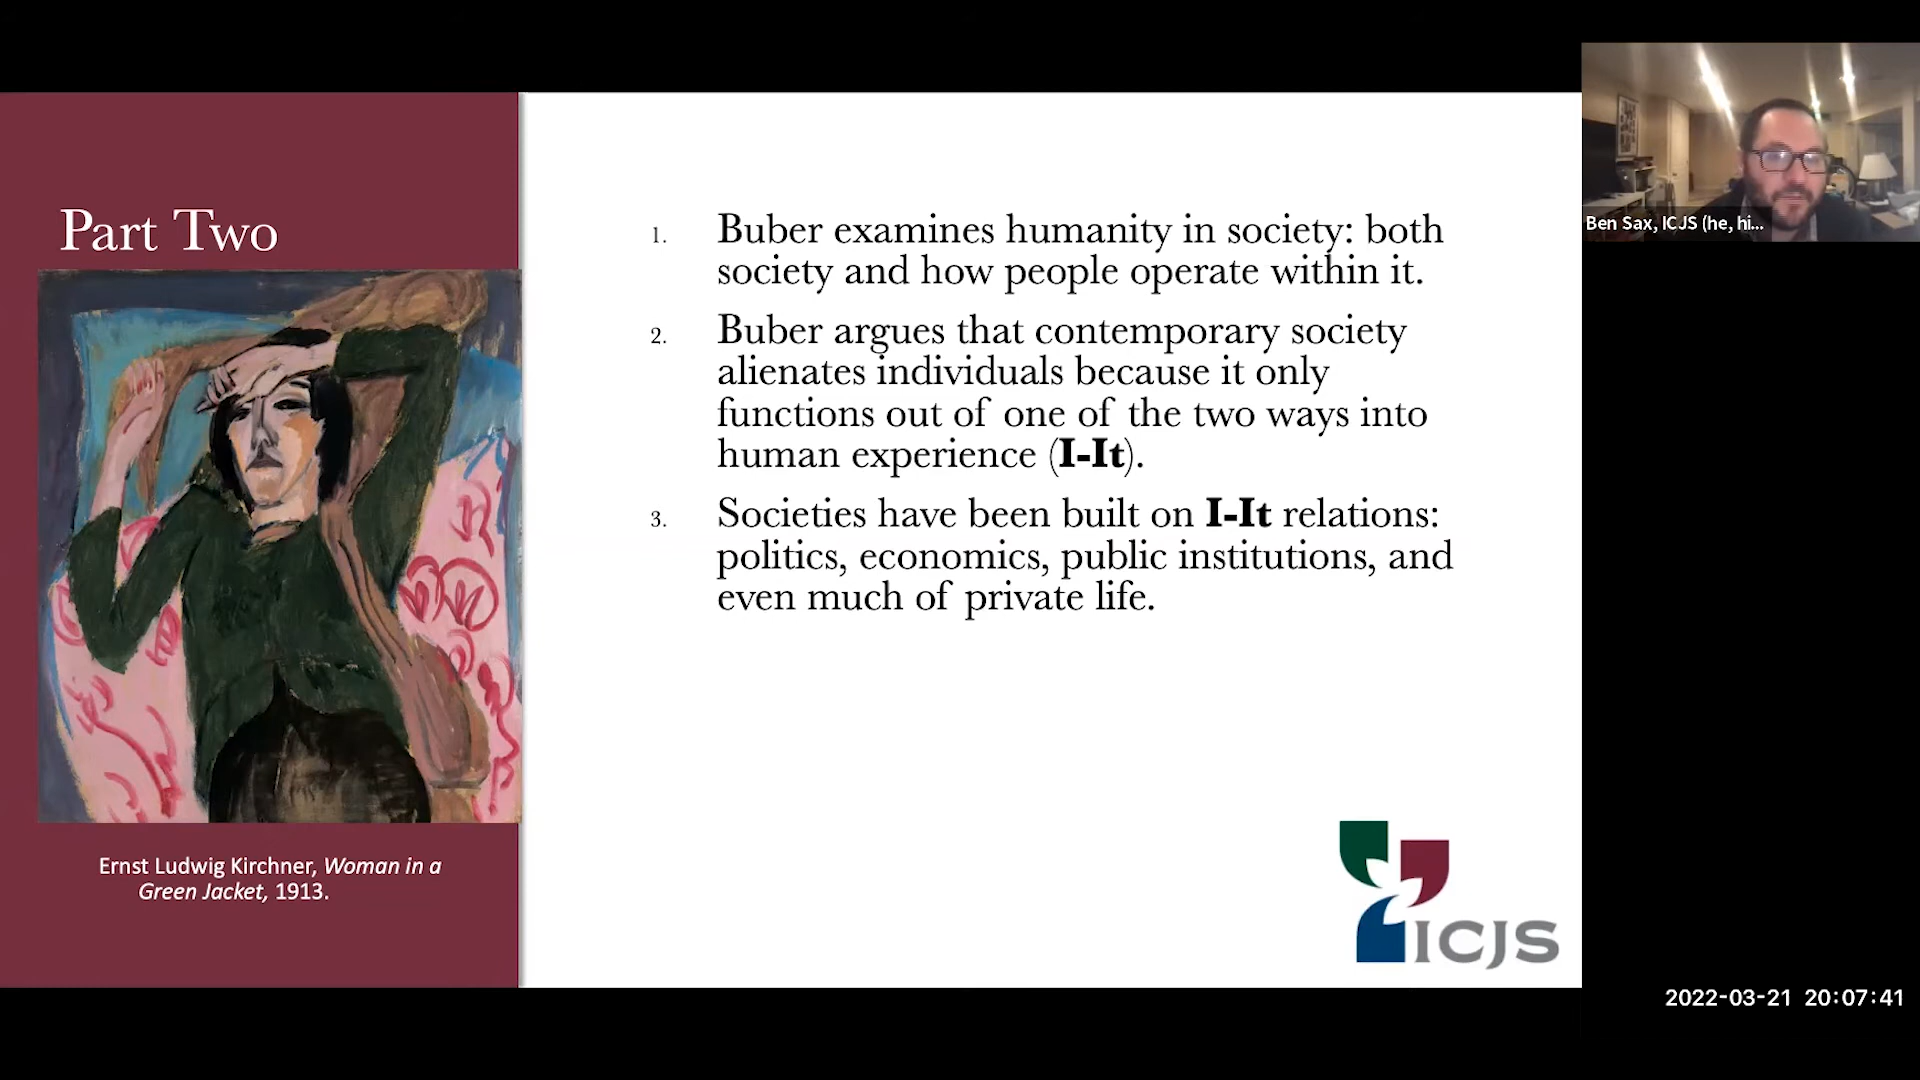 Part Two
Ernst Ludwig Kirchner, Woman in a
Green Jacket, 1913.
1. Buber examines humanity in society: both
society and how people operate within it.
2. Buber argues that contemporary society
alienates individuals because it only
functions out of one of the two ways into
human experience (I-It).
3. Societies have been built on I-It relations:
politics, economics, public institutions, and
even much of private life.
ICJS
Ben Sax, ICJS (he, hi...
2022-03-21 20:07:41